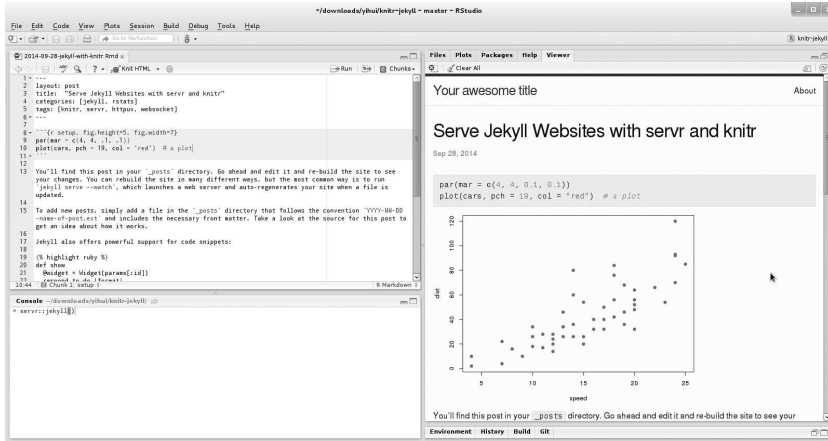 ~/downloads/yihui/knitr-jekyll - master - RStudio
File Edit Code View Plots Session Build Debug Tools Help
Go to file/function
knitr-jekyll
2014-09-28-jekyll-with-knitr.Rmd
Knit HTML
Run
Chunks
1 ---
2 layout: post
3 title: "Serve Jekyll Websites with servr and knitr"
4 categories: [jekyll, rstats]
5 tags: [knitr, servr, httpuv, websocket]
6 ---
7
8 ```{r setup, fig.height=5, fig.width=7}
9 par(mar = c(4, 4, .1, .1))
10 plot(cars, pch = 19, col = 'red') # a plot
11 ```
12
13 You'll find this post in your `_posts` directory. Go ahead and edit it and re-build the site to see
your changes. You can rebuild the site in many different ways, but the most common way is to run
`jekyll serve --watch`, which launches a web server and auto-regenerates your site when a file is
updated.
14
15 To add new posts, simply add a file in the `_posts` directory that follows the convention `YYYY-MM-DD
-name-of-post.ext` and includes the necessary front matter. Take a look at the source for this post to
get an idea about how it works.
16
17 Jekyll also offers powerful support for code snippets:
18
19 {% highlight ruby %}
20 def show
21 @widget = Widget(params[:id])
22 respond_to do |format|
10:44 Chunk 1: setup R Markdown
Console ~/downloads/yihui/knitr-jekyll/
> servr::jekyll()
Files Plots Packages Help Viewer
Clear All
Your awesome title
About
Serve Jekyll Websites with servr and knitr
Sep 28, 2014
par(mar = c(4, 4, 0.1, 0.1))
plot(cars, pch = 19, col = "red") # a plot
120
100
80
60
40
20
0
dist
5 10 15 20 25
speed
You'll find this post in your _posts directory. Go ahead and edit it and re-build the site to see your
Environment History Build Git